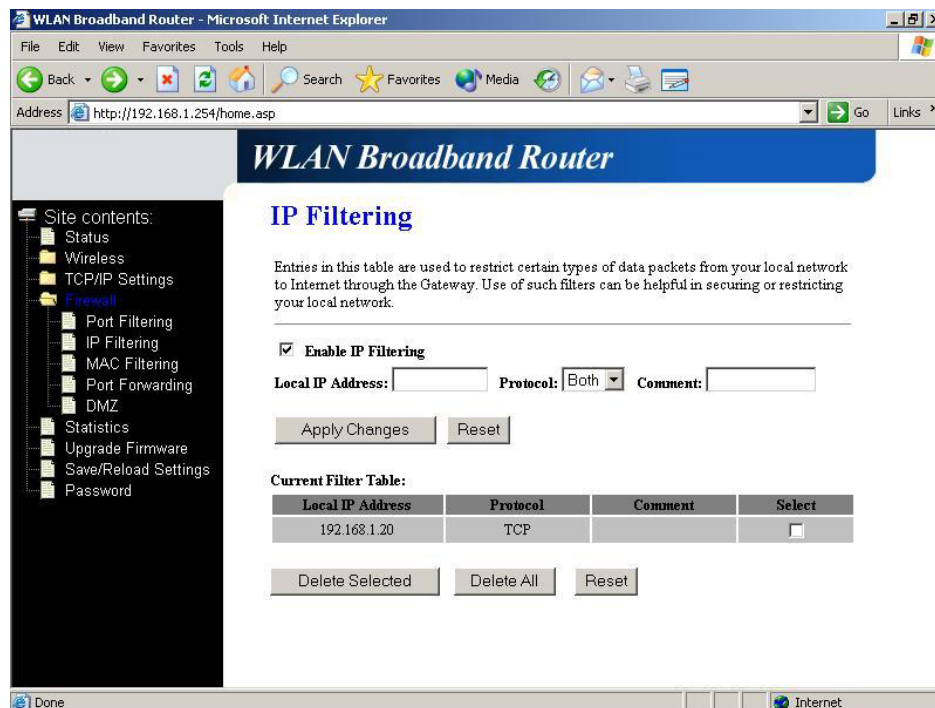 WLAN Broadband Router - Microsoft Internet Explorer
File Edit View Favorites Tools Help
Back Search Favorites Media
Address http://192.168.1.254/home.asp Go Links
WLAN Broadband Router
Site contents:
Status
Wireless
TCP/IP Settings
Firewall
Port Filtering
IP Filtering
MAC Filtering
Port Forwarding
DMZ
Statistics
Upgrade Firmware
Save/Reload Settings
Password
IP Filtering
Entries in this table are used to restrict certain types of data packets from your local network
to Internet through the Gateway. Use of such filters can be helpful in securing or restricting
your local network.
Enable IP Filtering
Local IP Address: Protocol: Both Comment:
Apply Changes Reset
Current Filter Table:
Local IP Address Protocol Comment Select
192.168.1.20 TCP
Delete Selected Delete All Reset
Done Internet